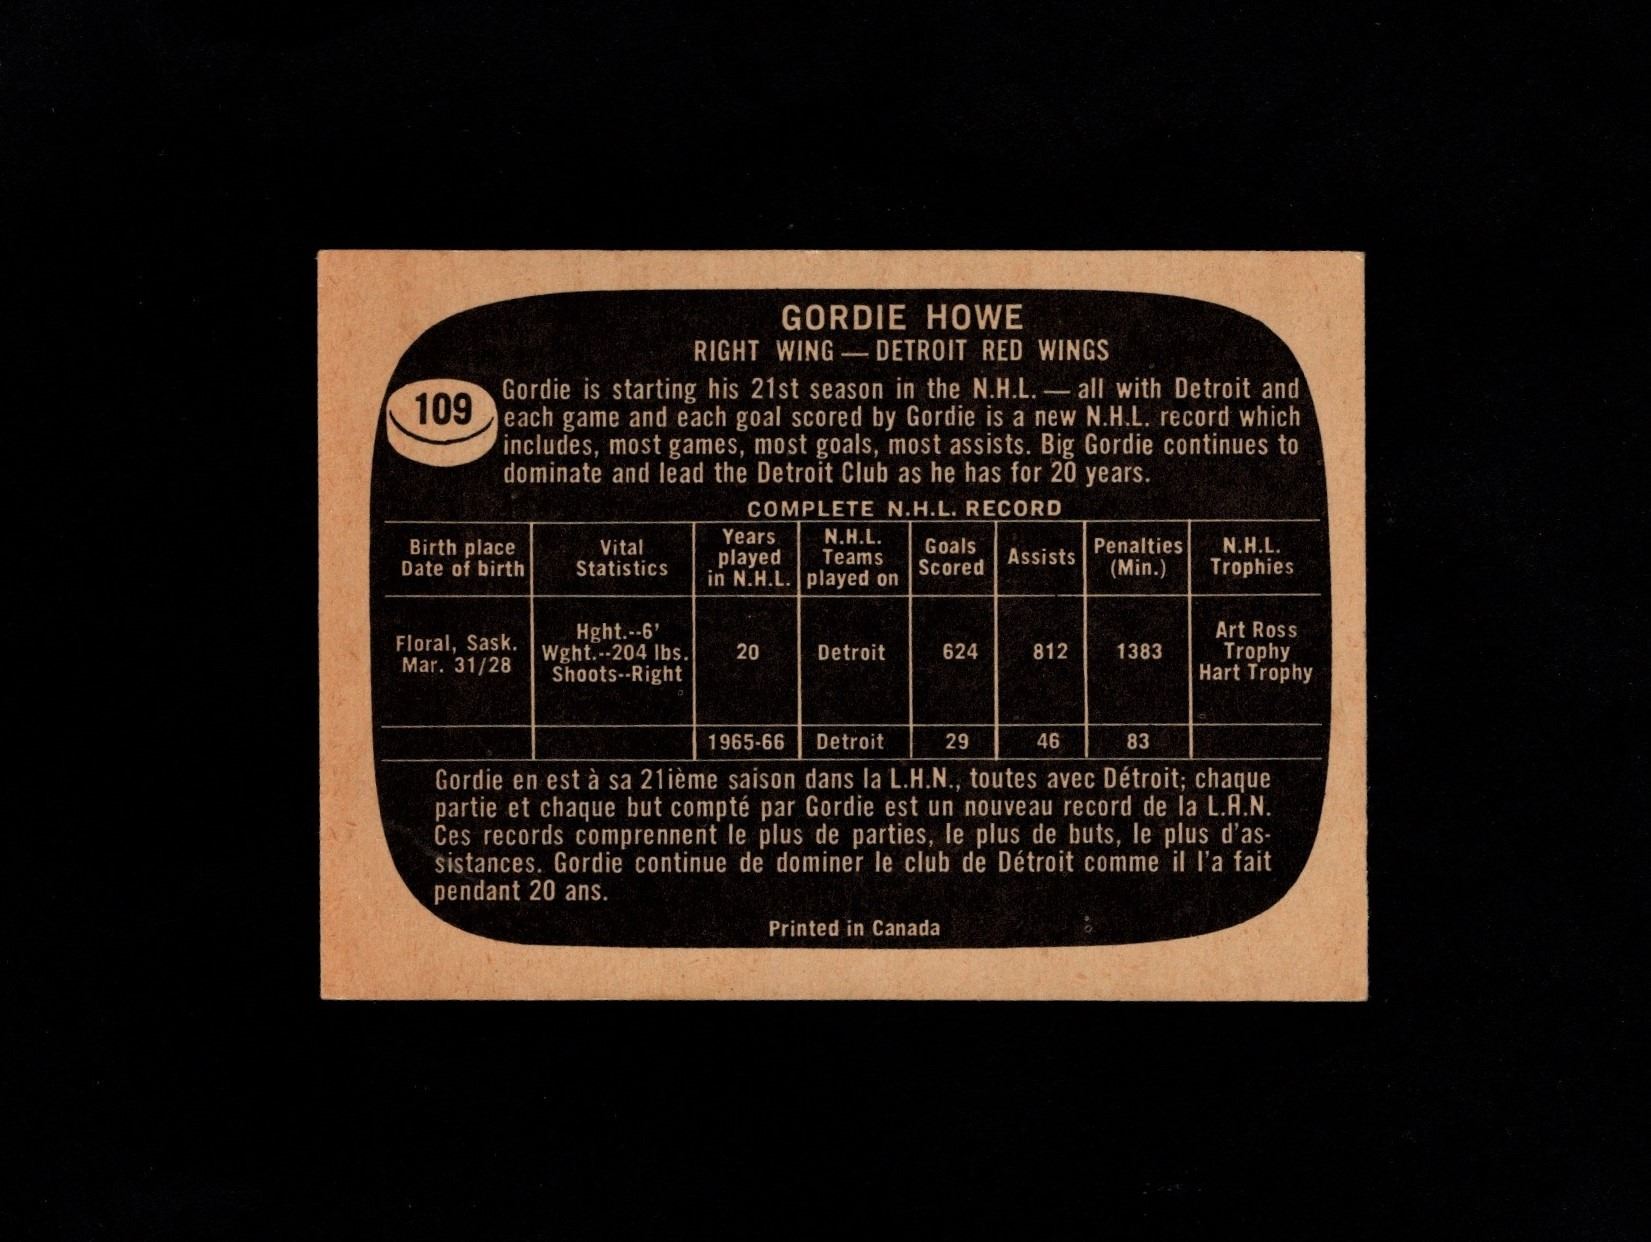 GORDIE HOWE
RIGHT WING — DETROIT RED WINGS
109
Gordie is starting his 21st season in the N.H.L. — all with Detroit and
each game and each goal scored by Gordie is a new N.H.L. record which
includes, most games, most goals, most assists. Big Gordie continues to
dominate and lead the Detroit Club as he has for 20 years.
COMPLETE N.H.L. RECORD
Birth place
Date of birth
Vital
Statistics
Years
played
in N.H.L.
N.H.L.
Teams
played on
Goals
Scored
Assists
Penalties
(Min.)
N.H.L.
Trophies
Floral, Sask.
Mar. 31/28
Hght.--6'
Wght.--204 lbs.
Shoots--Right
20
Detroit
624
812
1383
Art Ross
Trophy
Hart Trophy
1965-66
Detroit
29
46
83
Gordie en est à sa 21ième saison dans la L.H.N., toutes avec Détroit; chaque
partie et chaque but compté par Gordie est un nouveau record de la L.H.N.
Ces records comprennent le plus de parties, le plus de buts, le plus d'as-
sistances. Gordie continue de dominer le club de Détroit comme il l'a fait
pendant 20 ans.
Printed in Canada